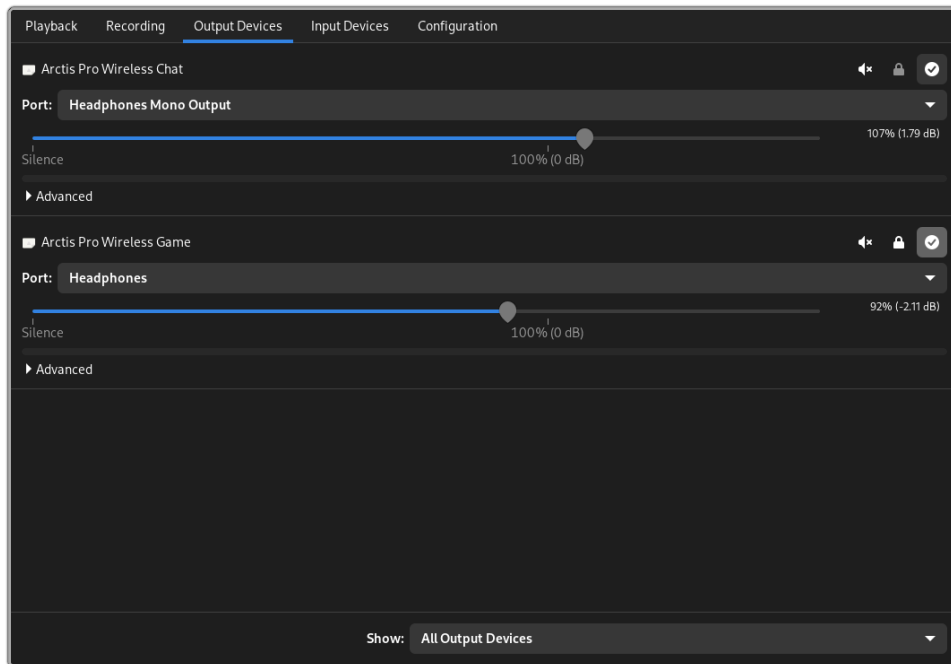 Playback Recording Output Devices Input Devices Configuration
Arctis Pro Wireless Chat
Port: Headphones Mono Output
107% (1.79 dB)
Silence 100% (0 dB)
Advanced
Arctis Pro Wireless Game
Port: Headphones
92% (-2.11 dB)
Silence 100% (0 dB)
Advanced
Show: All Output Devices